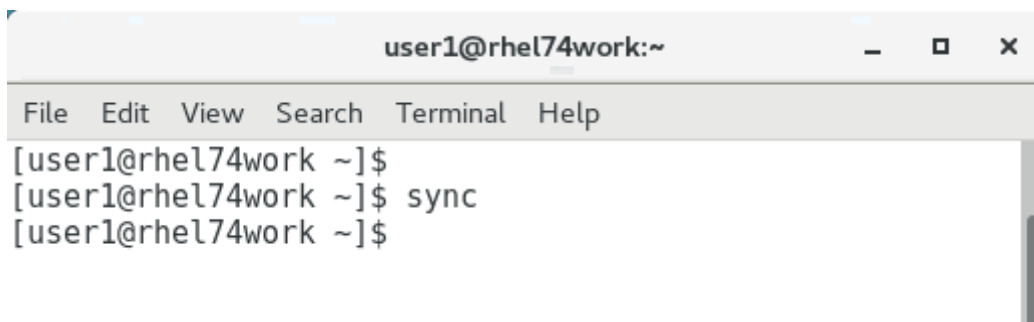 user1@rhel74work:~
File Edit View Search Terminal Help
[user1@rhel74work ~]$
[user1@rhel74work ~]$ sync
[user1@rhel74work ~]$